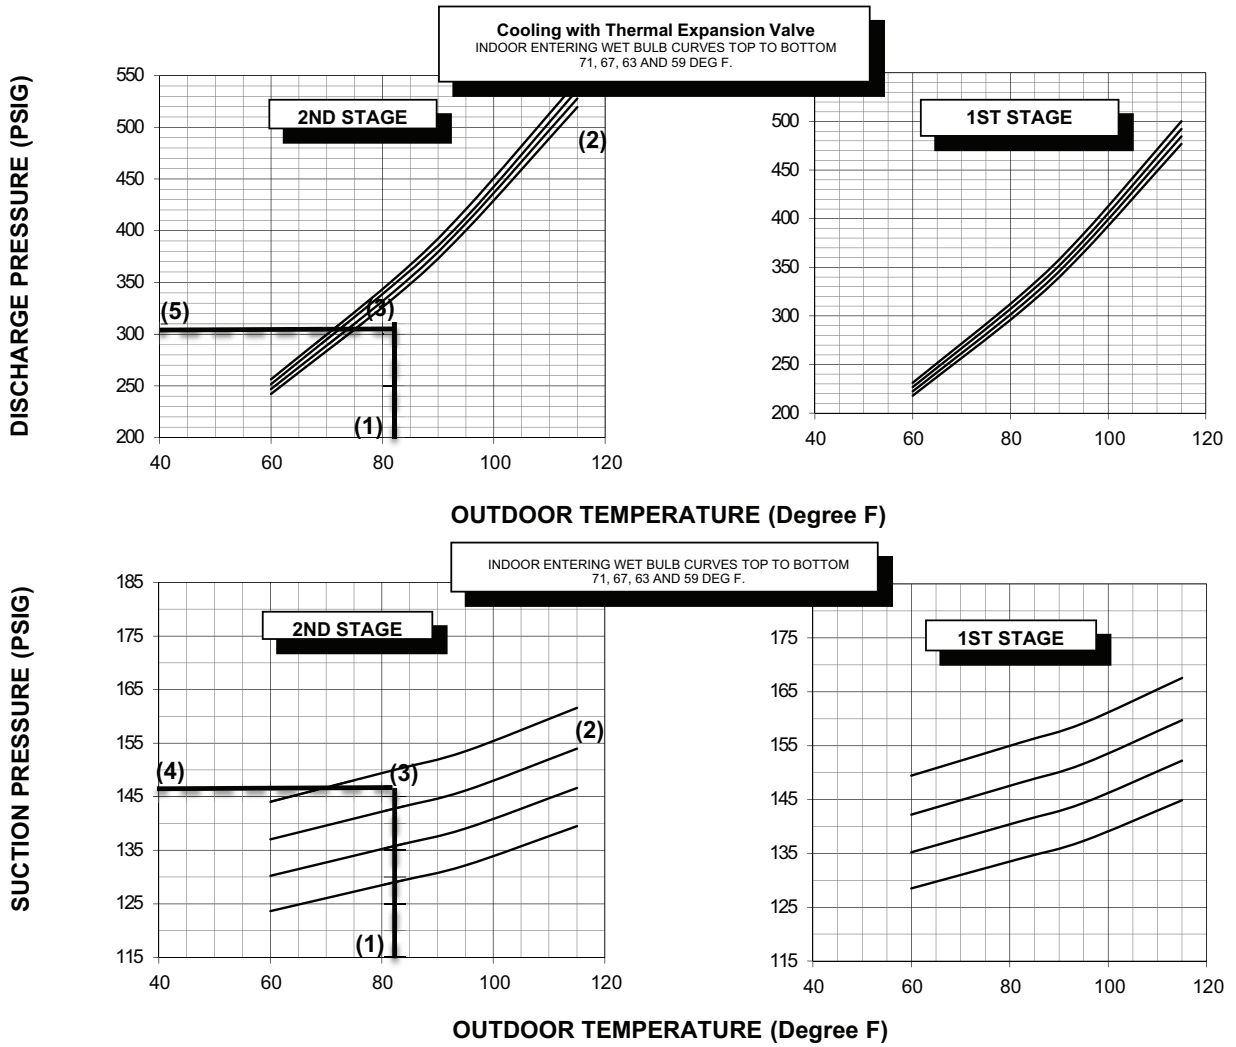 Cooling with Thermal Expansion Valve
INDOOR ENTERING WET BULB CURVES TOP TO BOTTOM
71, 67, 63 AND 59 DEG F.
DISCHARGE PRESSURE (PSIG)
2ND STAGE
550
500
450
400
350
300
250
200
(2)
(3)
(5)
(1)
40 60 80 100 120
1ST STAGE
500
450
400
350
300
250
200
40 60 80 100 120
OUTDOOR TEMPERATURE (Degree F)
INDOOR ENTERING WET BULB CURVES TOP TO BOTTOM
71, 67, 63 AND 59 DEG F.
SUCTION PRESSURE (PSIG)
2ND STAGE
185
175
165
155
145
135
125
115
(2)
(4)
(3)
(1)
40 60 80 100 120
1ST STAGE
175
165
155
145
135
125
115
40 60 80 100 120
OUTDOOR TEMPERATURE (Degree F)